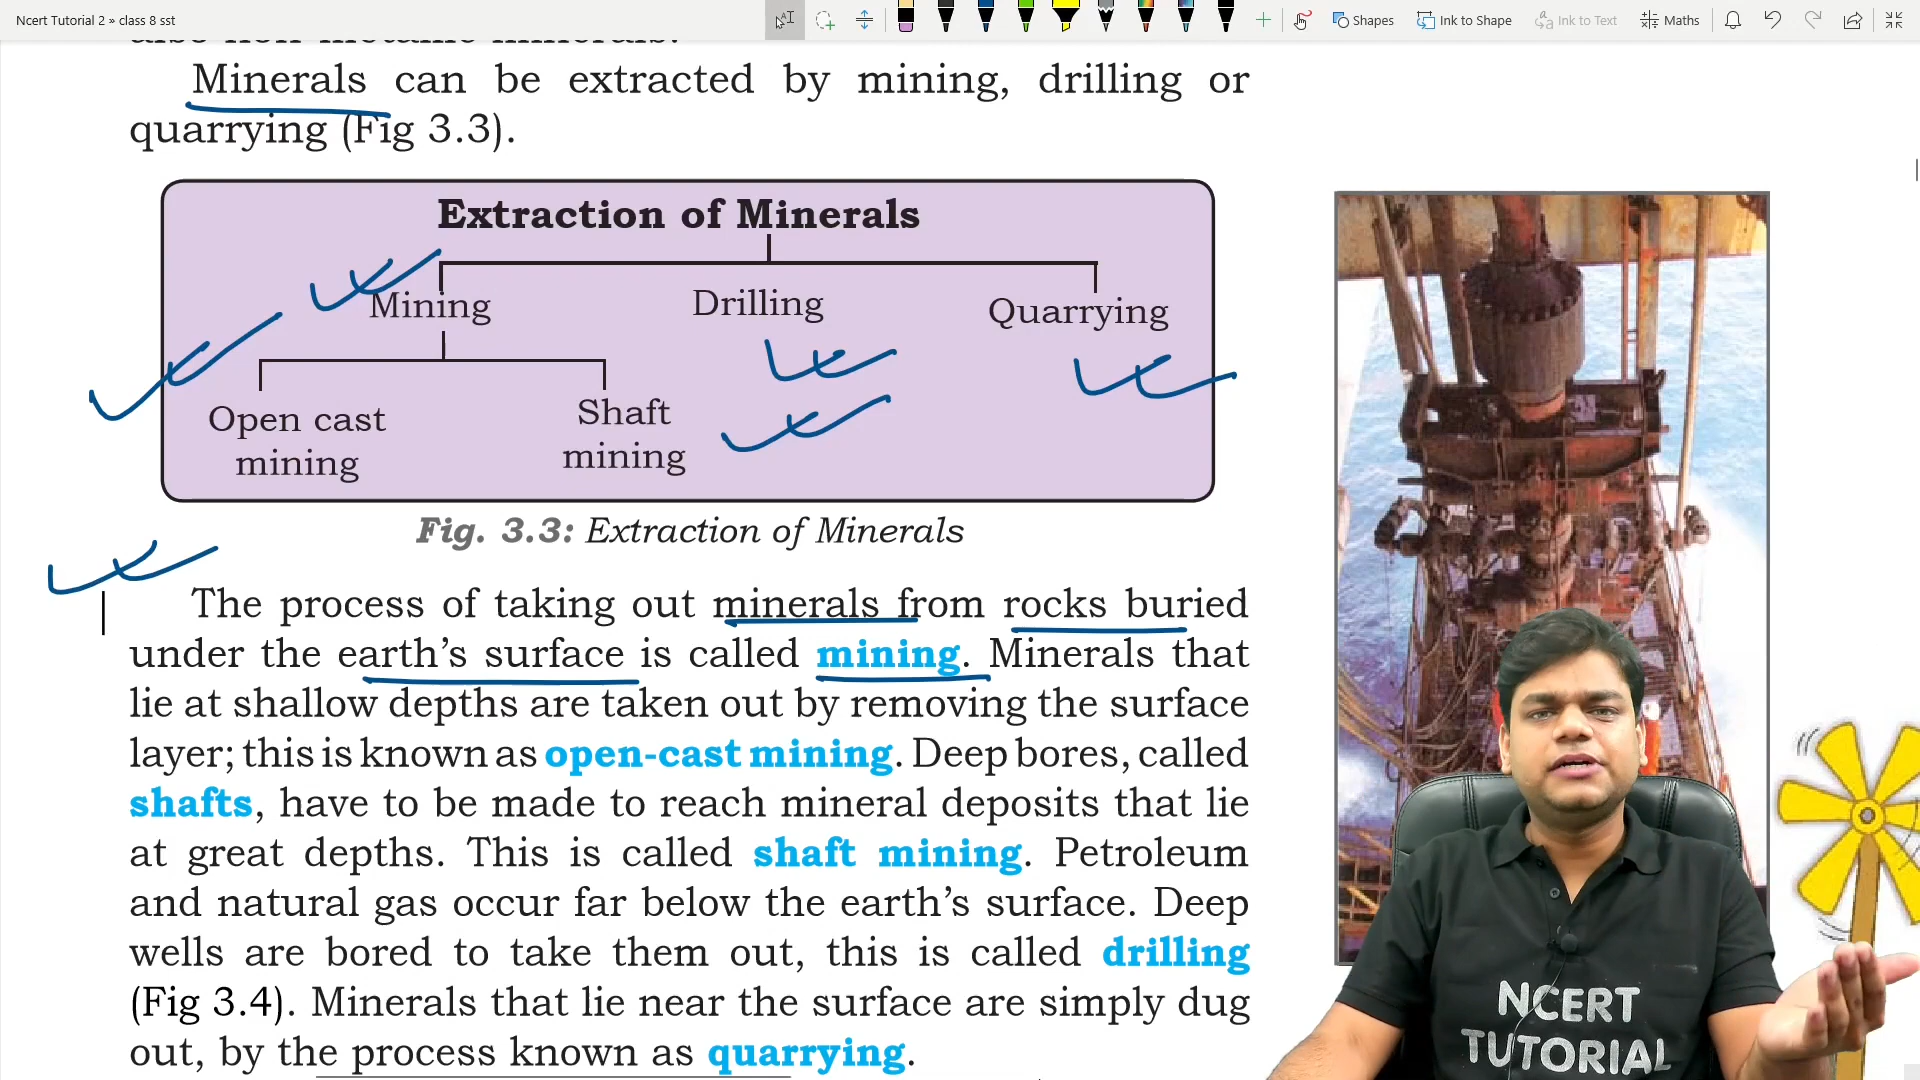 Ncert Tutorial 2 » class 8 sst
Shapes
Ink to Shape
Ink to Text
Maths
also non-metallic minerals.
Minerals can be extracted by mining, drilling or
quarrying (Fig 3.3).
Extraction of Minerals
Mining
Drilling
Quarrying
Open cast
mining
Shaft
mining
Fig. 3.3: Extraction of Minerals
The process of taking out minerals from rocks buried
under the earth’s surface is called mining. Minerals that
lie at shallow depths are taken out by removing the surface
layer; this is known as open-cast mining. Deep bores, called
shafts, have to be made to reach mineral deposits that lie
at great depths. This is called shaft mining. Petroleum
and natural gas occur far below the earth’s surface. Deep
wells are bored to take them out, this is called drilling
(Fig 3.4). Minerals that lie near the surface are simply dug
out, by the process known as quarrying.
NCERT
TUTORIAL